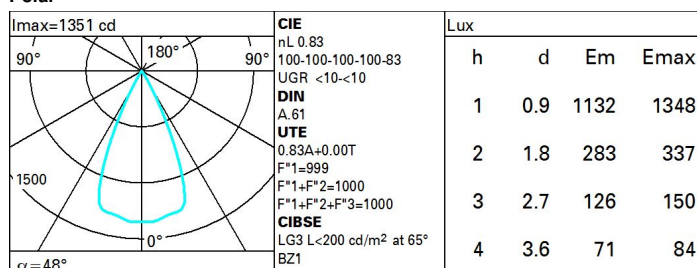 Imax=1351 cd
90°
180°
90°
1500
0°
α=48°
CIE
nL 0.83
100-100-100-100-83
UGR <10-<10
DIN
A.61
UTE
0.83A+0.00T
F"1=999
F"1+F"2=1000
F"1+F"2+F"3=1000
CIBSE
LG3 L<200 cd/m² at 65°
BZ1
Lux
h d Em Emax
1 0.9 1132 1348
2 1.8 283 337
3 2.7 126 150
4 3.6 71 84